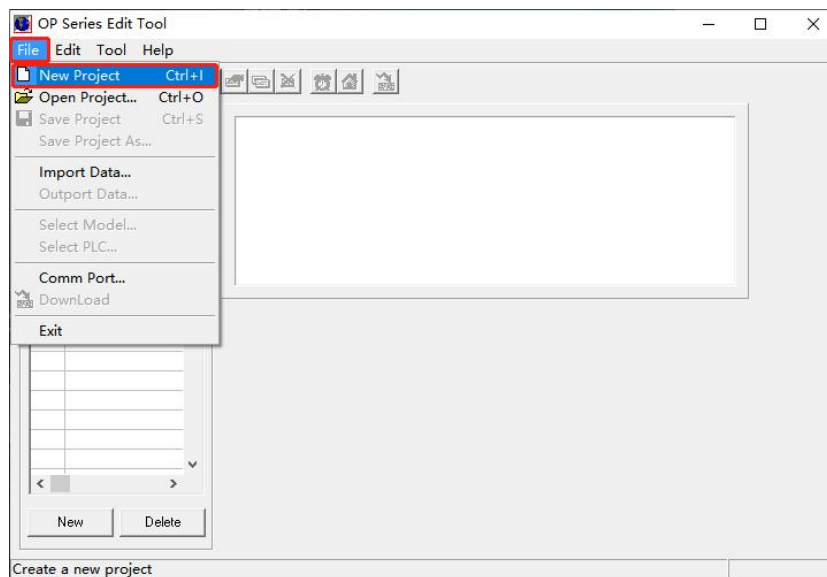 OP Series Edit Tool
File Edit Tool Help
New Project Ctrl+I
Open Project... Ctrl+O
Save Project Ctrl+S
Save Project As...
Import Data...
Outport Data...
Select Model...
Select PLC...
Comm Port...
DownLoad
Exit
New Delete
Create a new project